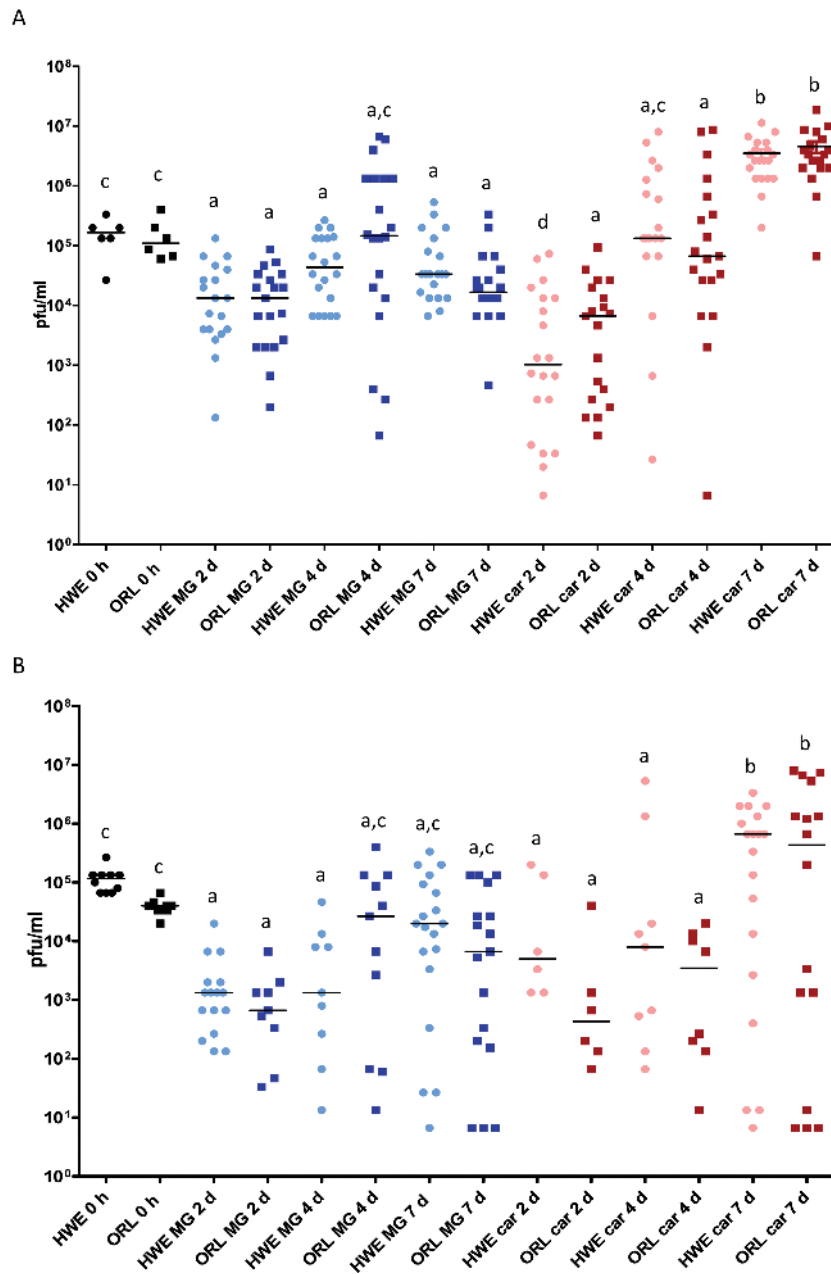 A
pfu/ml
10⁸
10⁷
10⁶
10⁵
10⁴
10³
10²
10¹
10⁰
c
c
a
a
a
a,c
a
a
d
a
a,c
a
b
b
HWE 0 h
ORL 0 h
HWE MG 2 d
ORL MG 2 d
HWE MG 4 d
ORL MG 4 d
HWE MG 7 d
ORL MG 7 d
HWE car 2 d
ORL car 2 d
HWE car 4 d
ORL car 4 d
HWE car 7 d
ORL car 7 d
B
pfu/ml
10⁸
10⁷
10⁶
10⁵
10⁴
10³
10²
10¹
10⁰
c
c
a
a
a
a,c
a,c
a,c
a
a
a
a
b
b
HWE 0 h
ORL 0 h
HWE MG 2 d
ORL MG 2 d
HWE MG 4 d
ORL MG 4 d
HWE MG 7 d
ORL MG 7 d
HWE car 2 d
ORL car 2 d
HWE car 4 d
ORL car 4 d
HWE car 7 d
ORL car 7 d